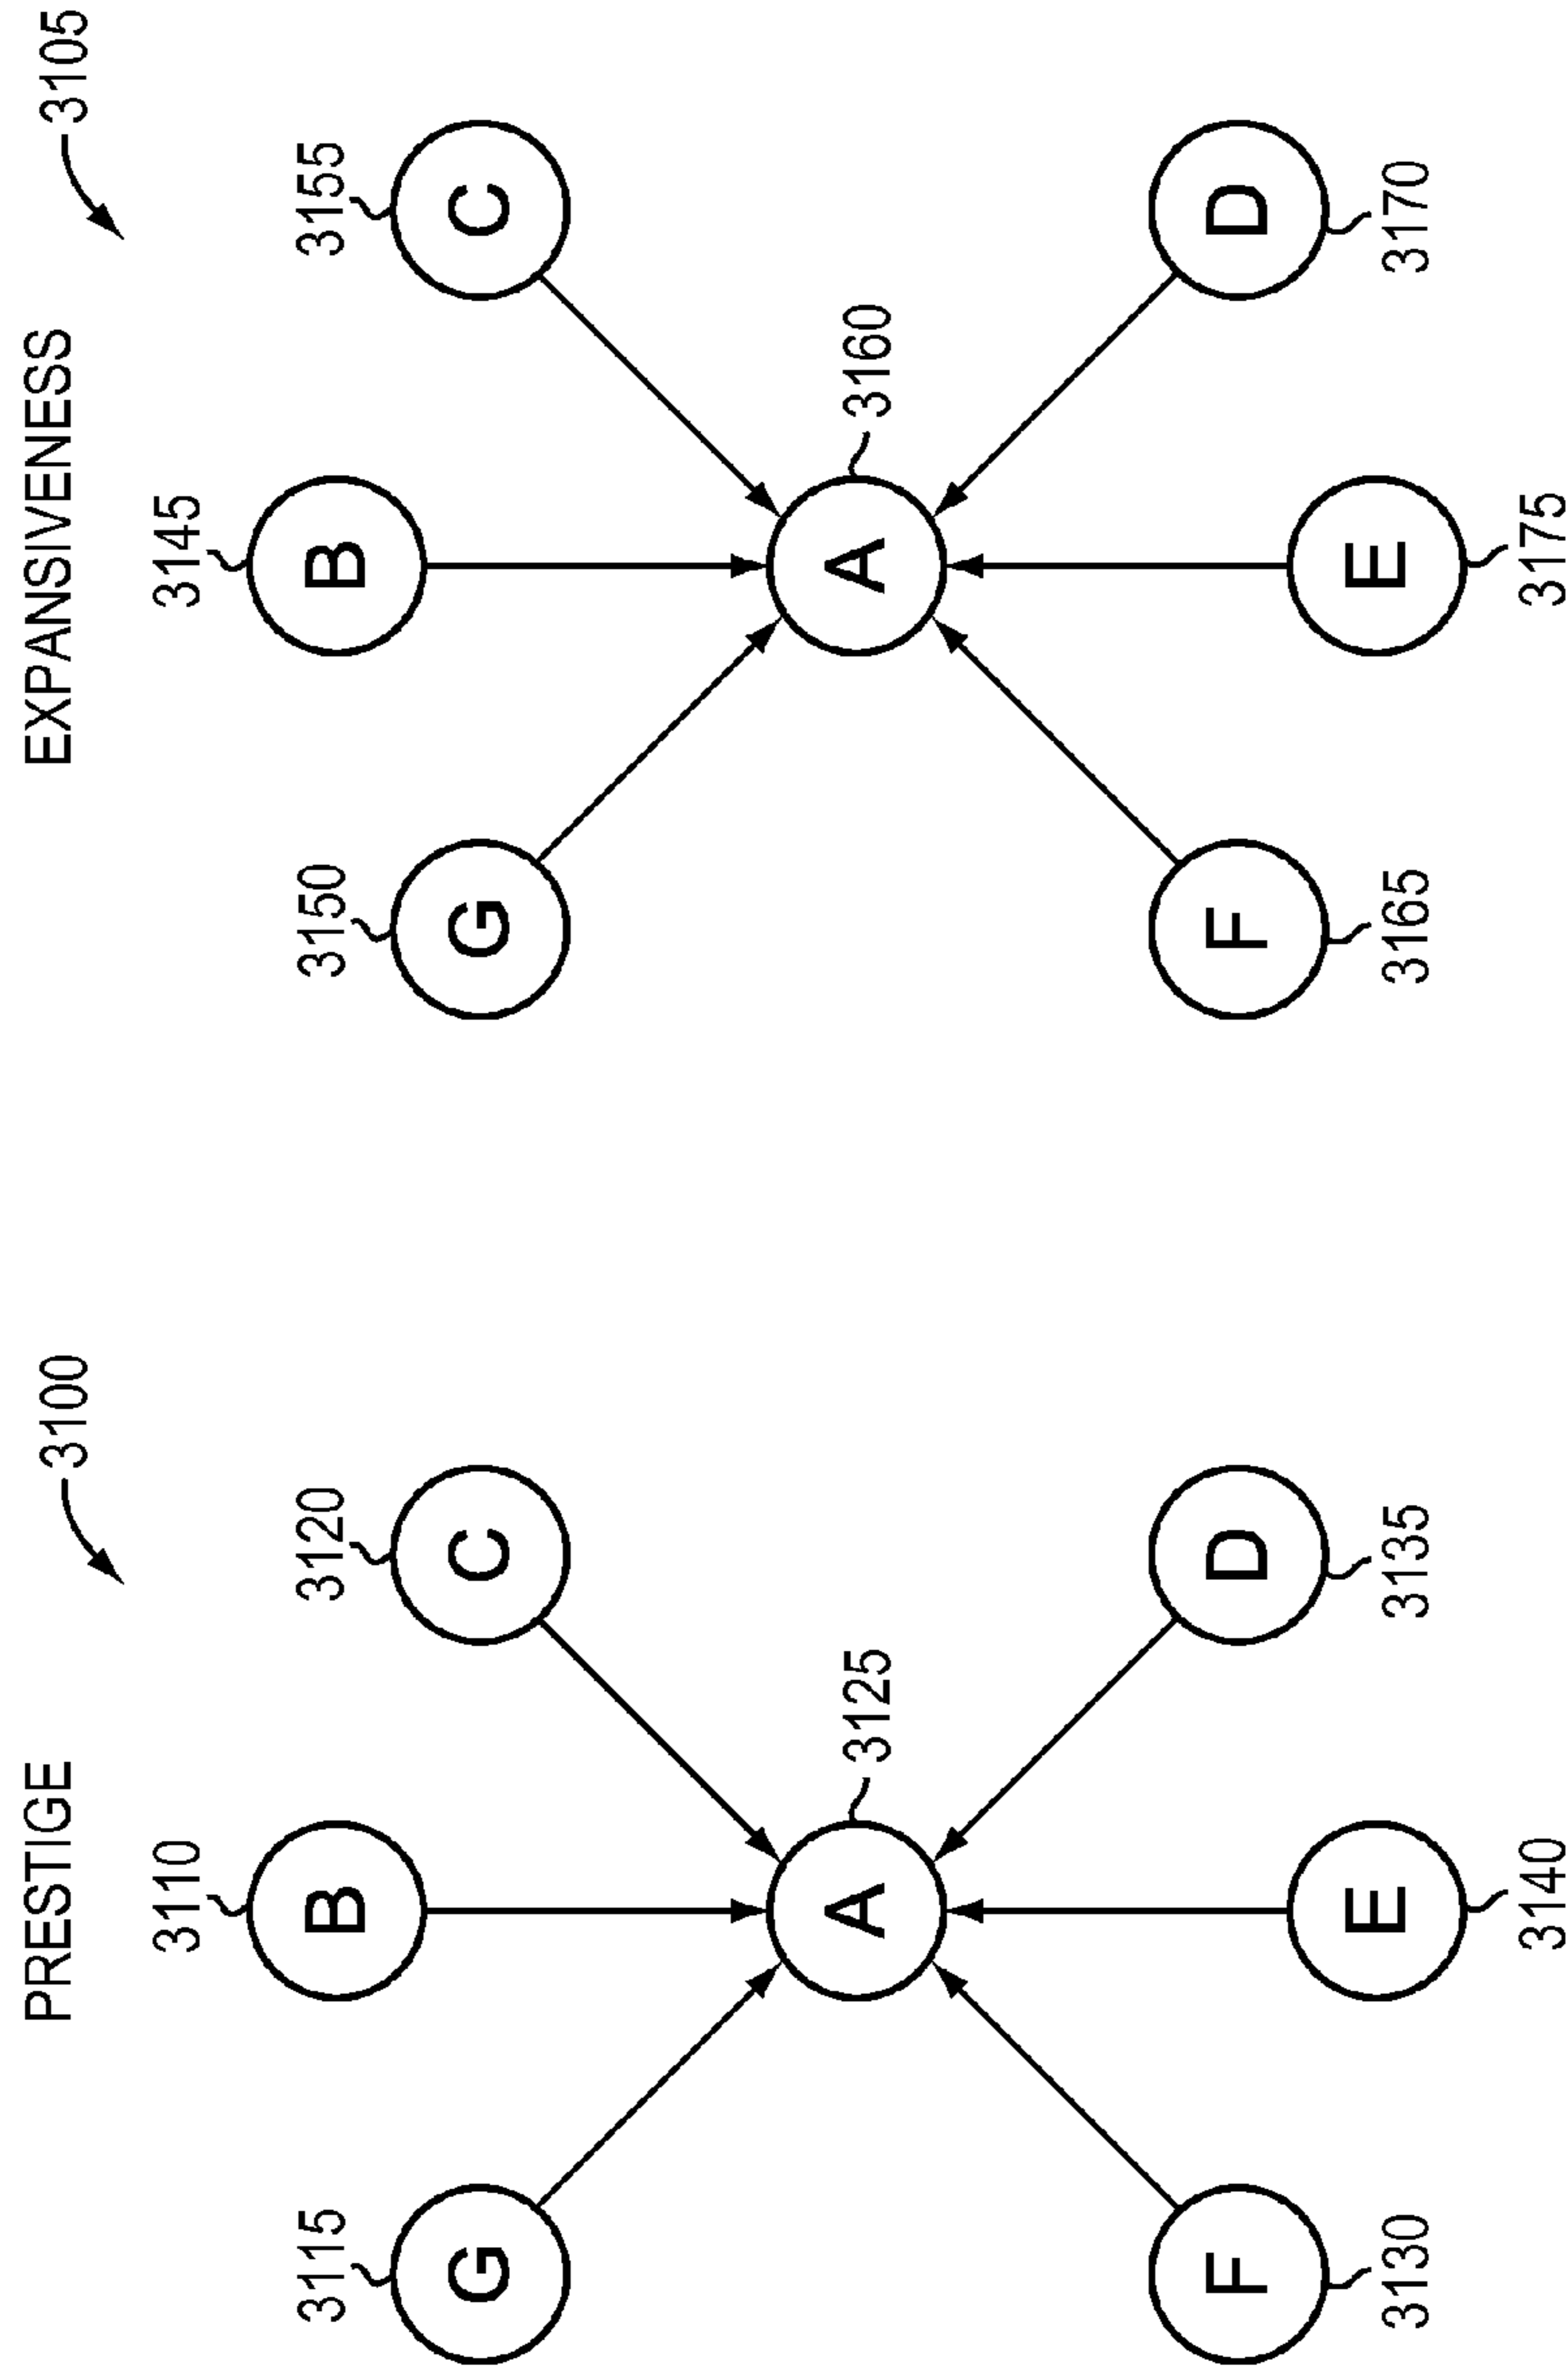 PRESTIGE
3100
3110
B
3115
G
3120
C
3125
A
3130
F
3135
D
3140
E
EXPANSIVENESS
3105
3145
B
3150
G
3155
C
3160
A
3165
F
3170
D
3175
E